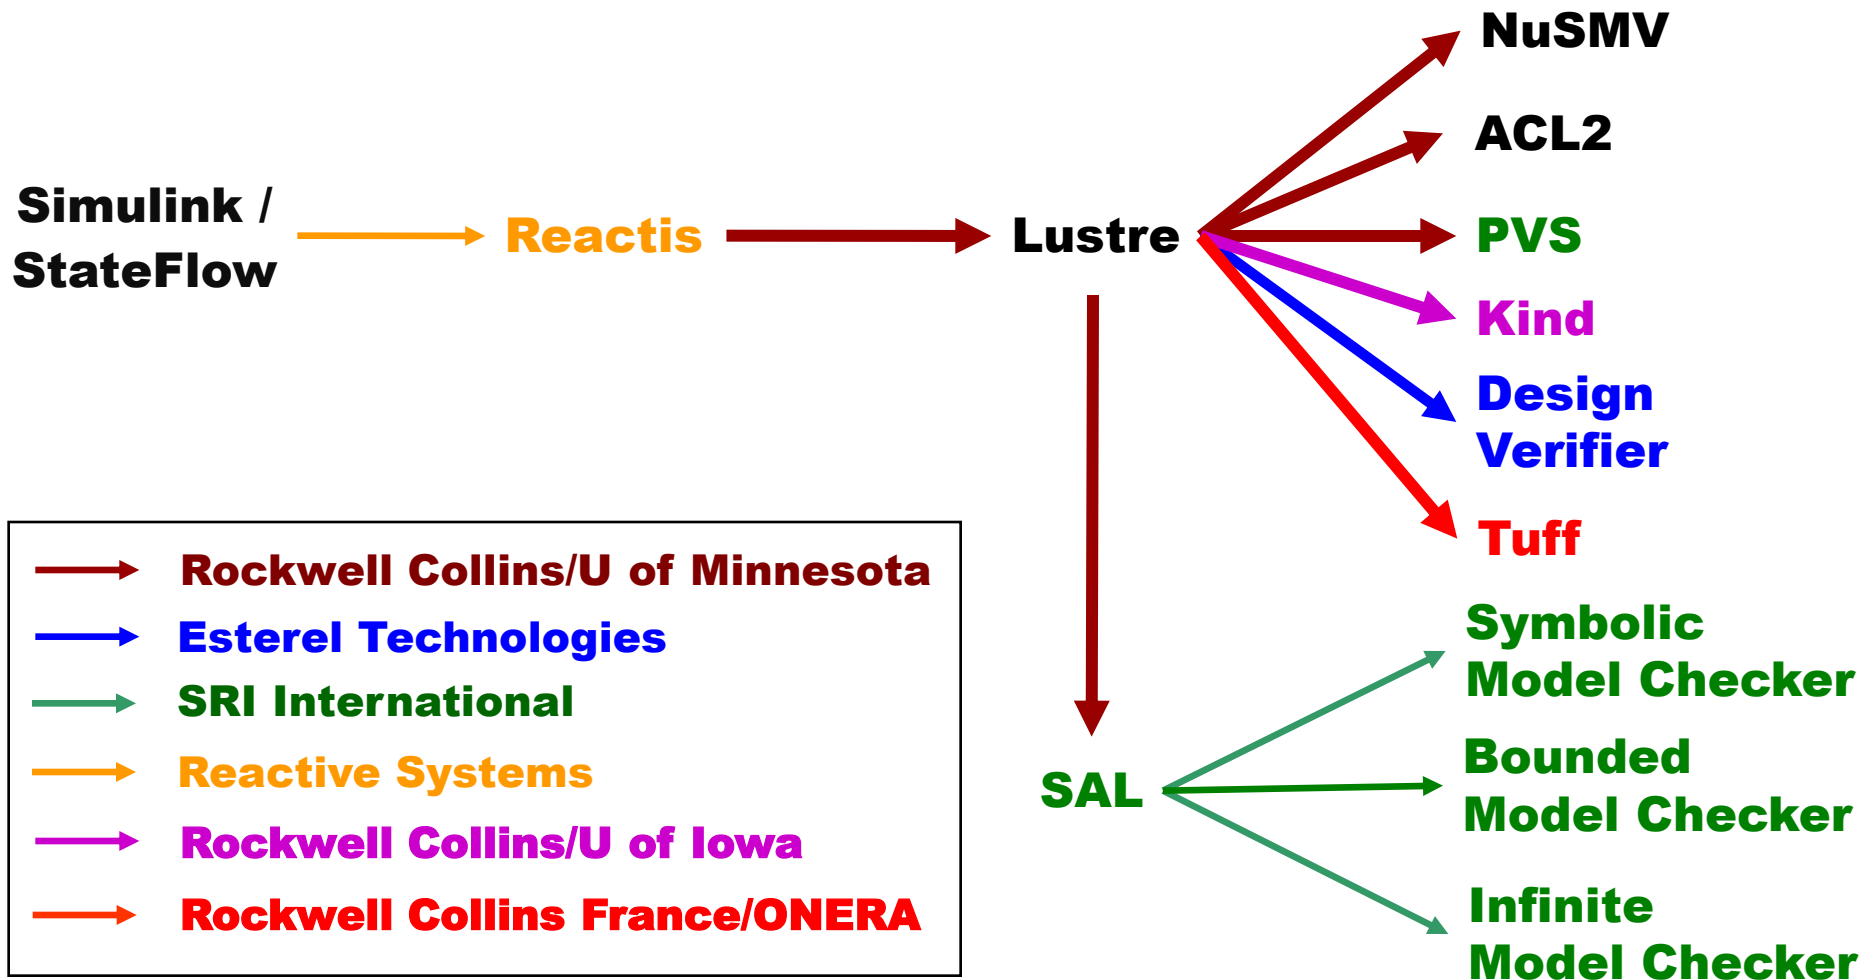 Simulink /
StateFlow
Reactis
Lustre
NuSMV
ACL2
PVS
Kind
Design
Verifier
Tuff
SAL
Symbolic
Model Checker
Bounded
Model Checker
Infinite
Model Checker
Rockwell Collins/U of Minnesota
Esterel Technologies
SRI International
Reactive Systems
Rockwell Collins/U of Iowa
Rockwell Collins France/ONERA